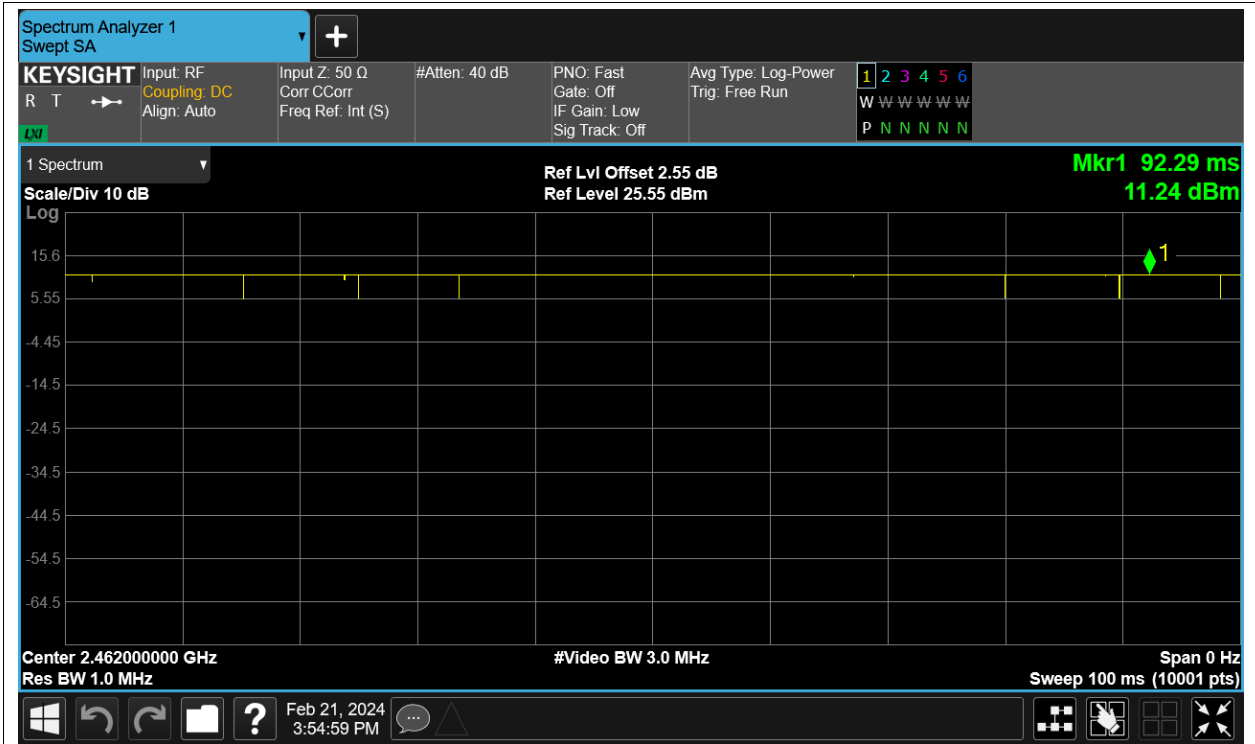 Spectrum Analyzer 1
Swept SA
KEYSIGHT
R T
LXI
Input: RF
Coupling: DC
Align: Auto
Input Z: 50 Ω
Corr CCorr
Freq Ref: Int (S)
#Atten: 40 dB
PNO: Fast
Gate: Off
IF Gain: Low
Sig Track: Off
Avg Type: Log-Power
Trig: Free Run
1 2 3 4 5 6
W W W W W W
P N N N N N
1 Spectrum
Scale/Div 10 dB
Ref Lvl Offset 2.55 dB
Ref Level 25.55 dBm
Mkr1 92.29 ms
11.24 dBm
Log
1
15.6
5.55
-4.45
-14.5
-24.5
-34.5
-44.5
-54.5
-64.5
Center 2.462000000 GHz
Res BW 1.0 MHz
#Video BW 3.0 MHz
Span 0 Hz
Sweep 100 ms (10001 pts)
?
Feb 21, 2024
3:54:59 PM